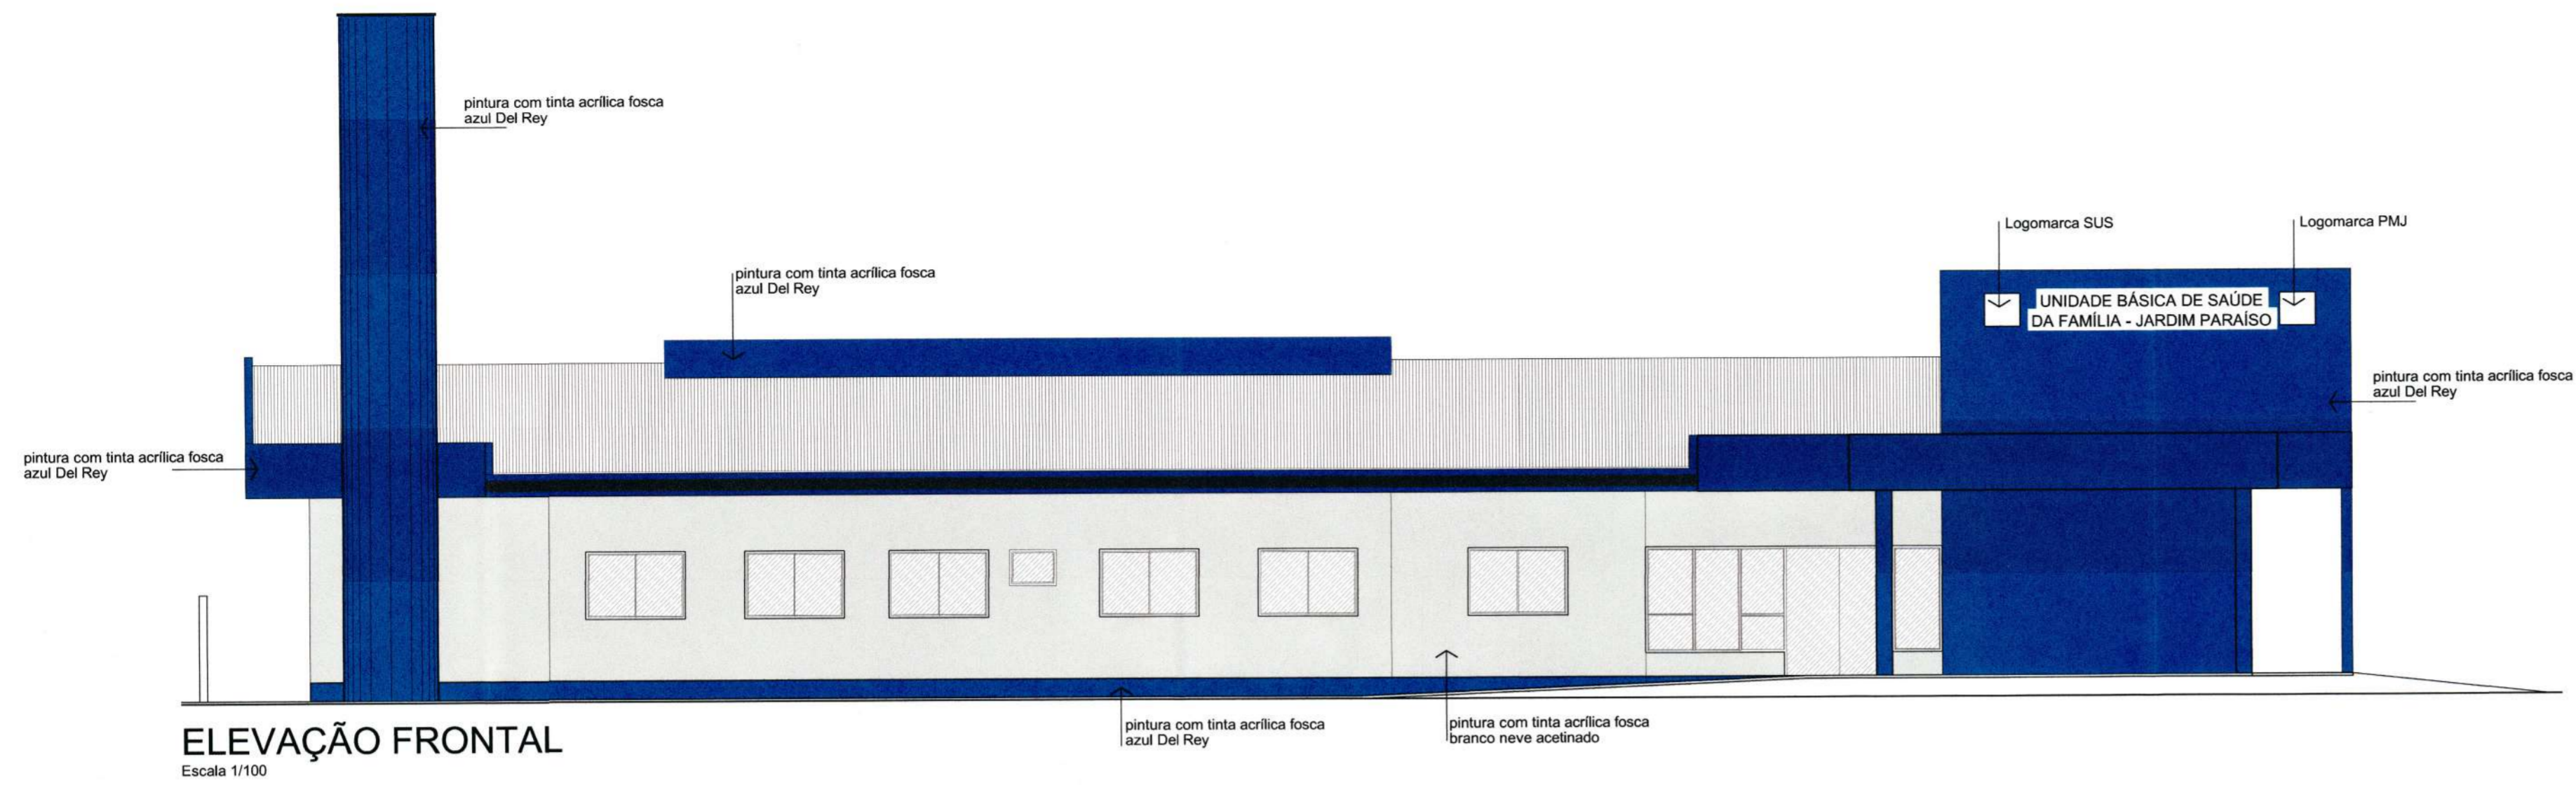 pintura com tinta acrílica fosca
azul Del Rey
Logomarca SUS
Logomarca PMJ
pintura com tinta acrílica fosca
azul Del Rey
UNIDADE BÁSICA DE SAÚDE
DA FAMÍLIA - JARDIM PARAÍSO
pintura com tinta acrílica fosca
azul Del Rey
pintura com tinta acrílica fosca
azul Del Rey
pintura com tinta acrílica fosca
azul Del Rey
pintura com tinta acrílica fosca
branco neve acetinado
ELEVAÇÃO FRONTAL
Escala 1/100